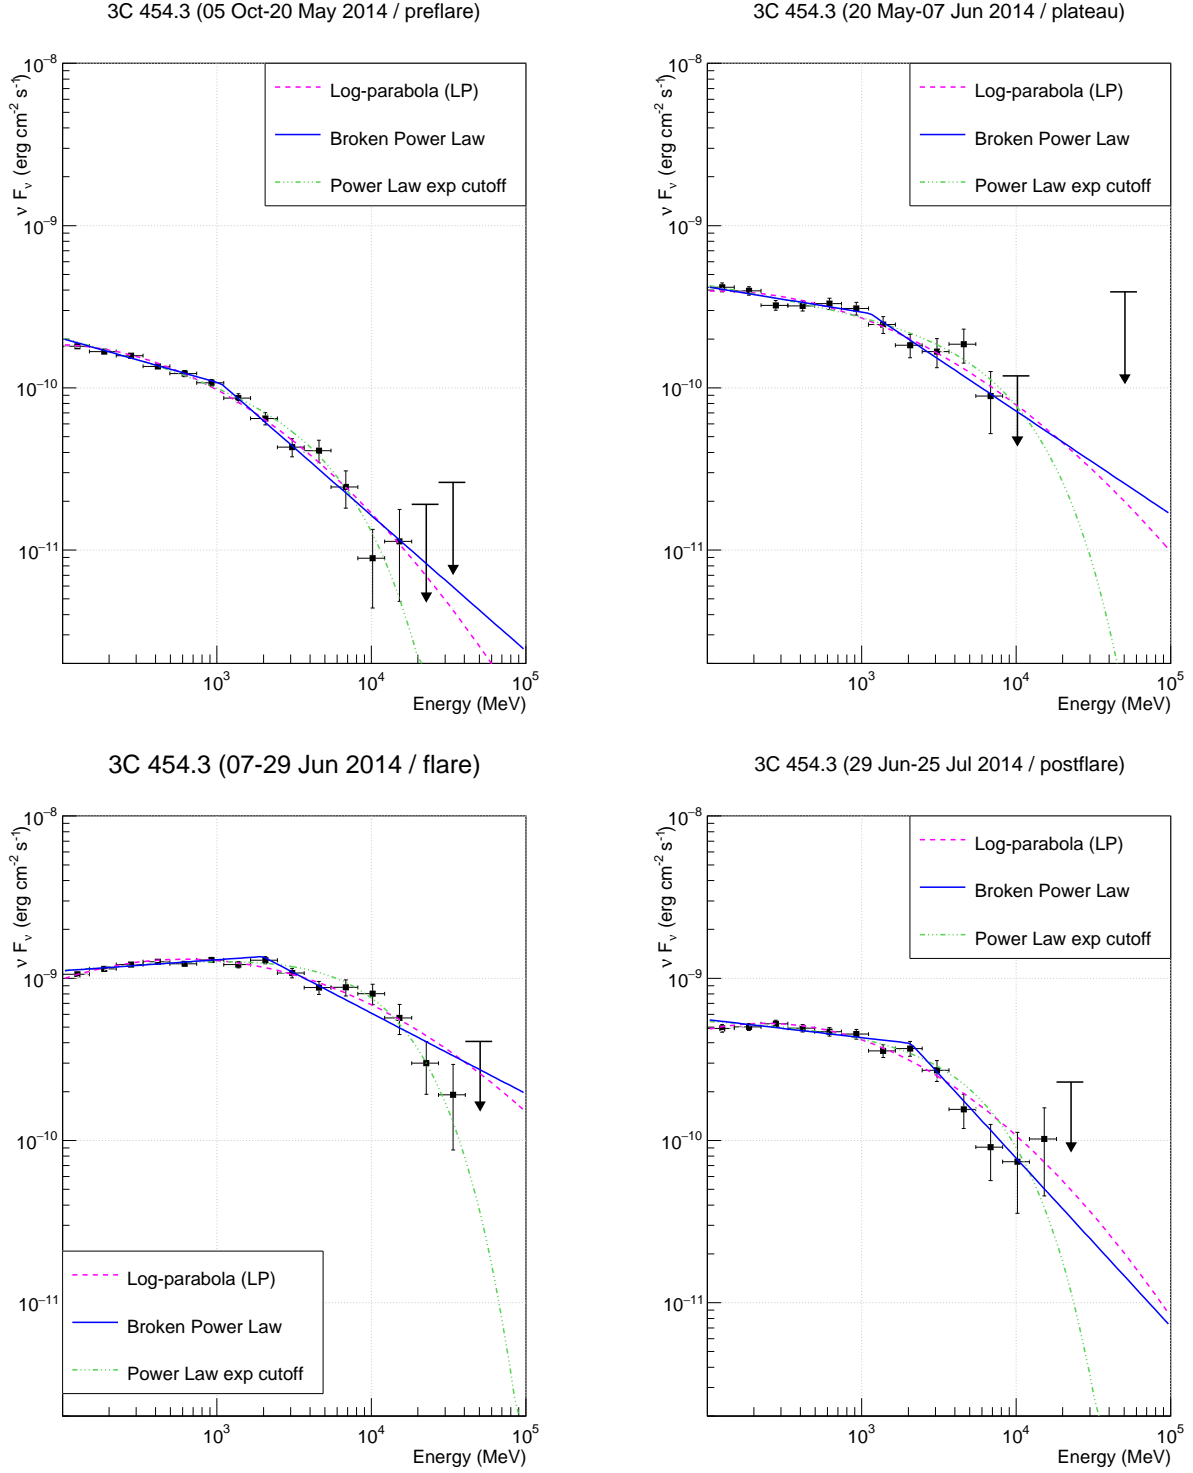 3C 454.3 (05 Oct-20 May 2014 / preflare)
ν Fν (erg cm-2 s-1)
10−8
10−9
10−10
10−11
Log-parabola (LP)
Broken Power Law
Power Law exp cutoff
103
104
105
Energy (MeV)
3C 454.3 (20 May-07 Jun 2014 / plateau)
ν Fν (erg cm-2 s-1)
10−8
10−9
10−10
10−11
Log-parabola (LP)
Broken Power Law
Power Law exp cutoff
103
104
105
Energy (MeV)
3C 454.3 (07-29 Jun 2014 / flare)
ν Fν (erg cm-2 s-1)
10−8
10−9
10−10
10−11
Log-parabola (LP)
Broken Power Law
Power Law exp cutoff
103
104
105
Energy (MeV)
3C 454.3 (29 Jun-25 Jul 2014 / postflare)
ν Fν (erg cm-2 s-1)
10−8
10−9
10−10
10−11
Log-parabola (LP)
Broken Power Law
Power Law exp cutoff
103
104
105
Energy (MeV)